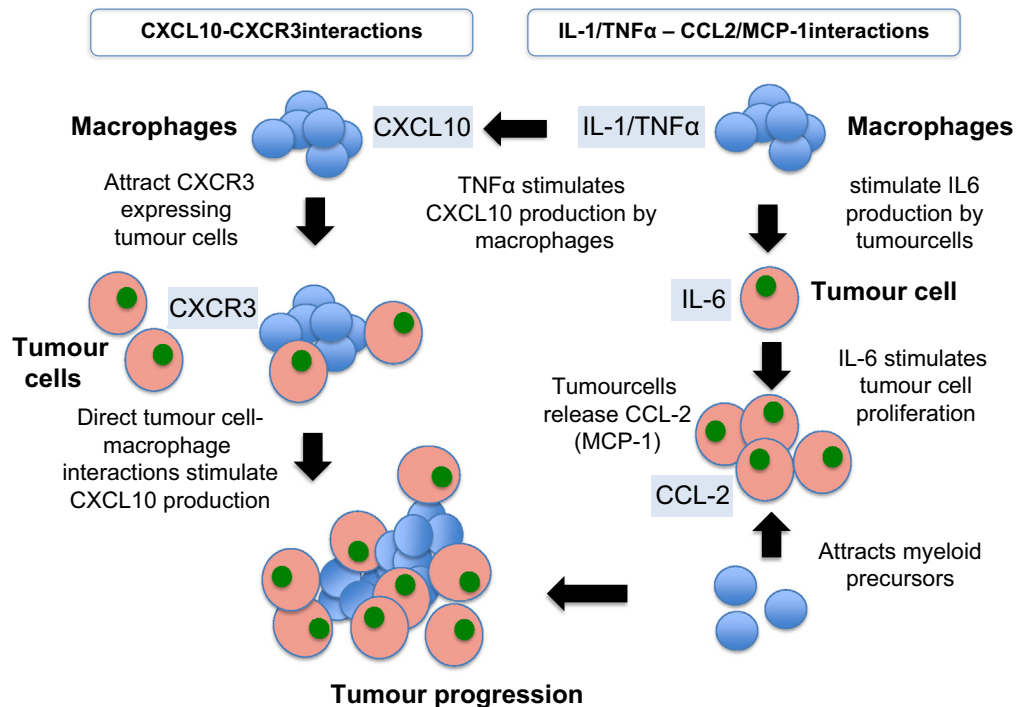 CXCL10-CXCR3interactions
IL-1/TNFα – CCL2/MCP-1interactions
Macrophages
CXCL10
IL-1/TNFα
Macrophages
Attract CXCR3
expressing
tumour cells
TNFα stimulates
CXCL10 production by
macrophages
stimulate IL6
production by
tumourcells
CXCR3
IL-6
Tumour cell
Tumour
cells
Tumourcells
release CCL-2
(MCP-1)
IL-6 stimulates
tumour cell
proliferation
Direct tumour cell-
macrophage
interactions stimulate
CXCL10 production
CCL-2
Attracts myeloid
precursors
Tumour progression